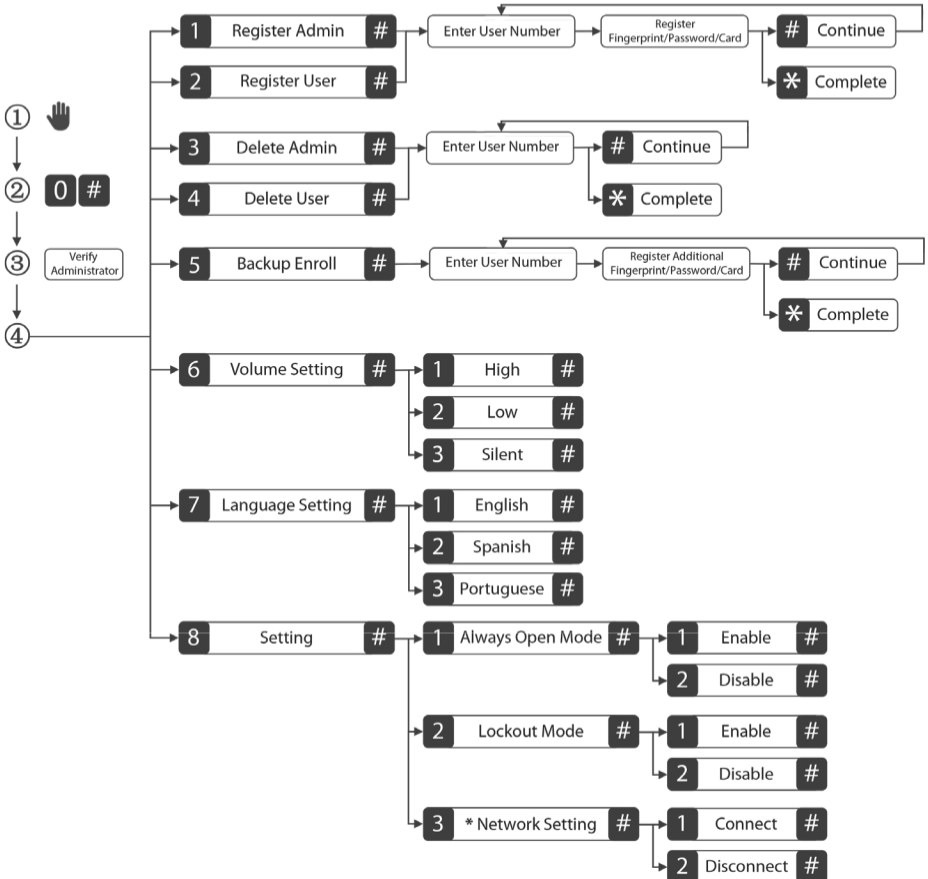 1 Register Admin # Enter User Number Register Fingerprint/Password/Card # Continue
2 Register User # * Complete
①
② 0 #
③ Verify Administrator
④
3 Delete Admin # Enter User Number # Continue
4 Delete User # * Complete
5 Backup Enroll # Enter User Number Register Additional Fingerprint/Password/Card # Continue
* Complete
6 Volume Setting # 1 High #
2 Low #
3 Silent #
7 Language Setting # 1 English #
2 Spanish #
3 Portuguese #
8 Setting # 1 Always Open Mode # 1 Enable #
2 Disable #
2 Lockout Mode # 1 Enable #
2 Disable #
3 * Network Setting # 1 Connect #
2 Disconnect #